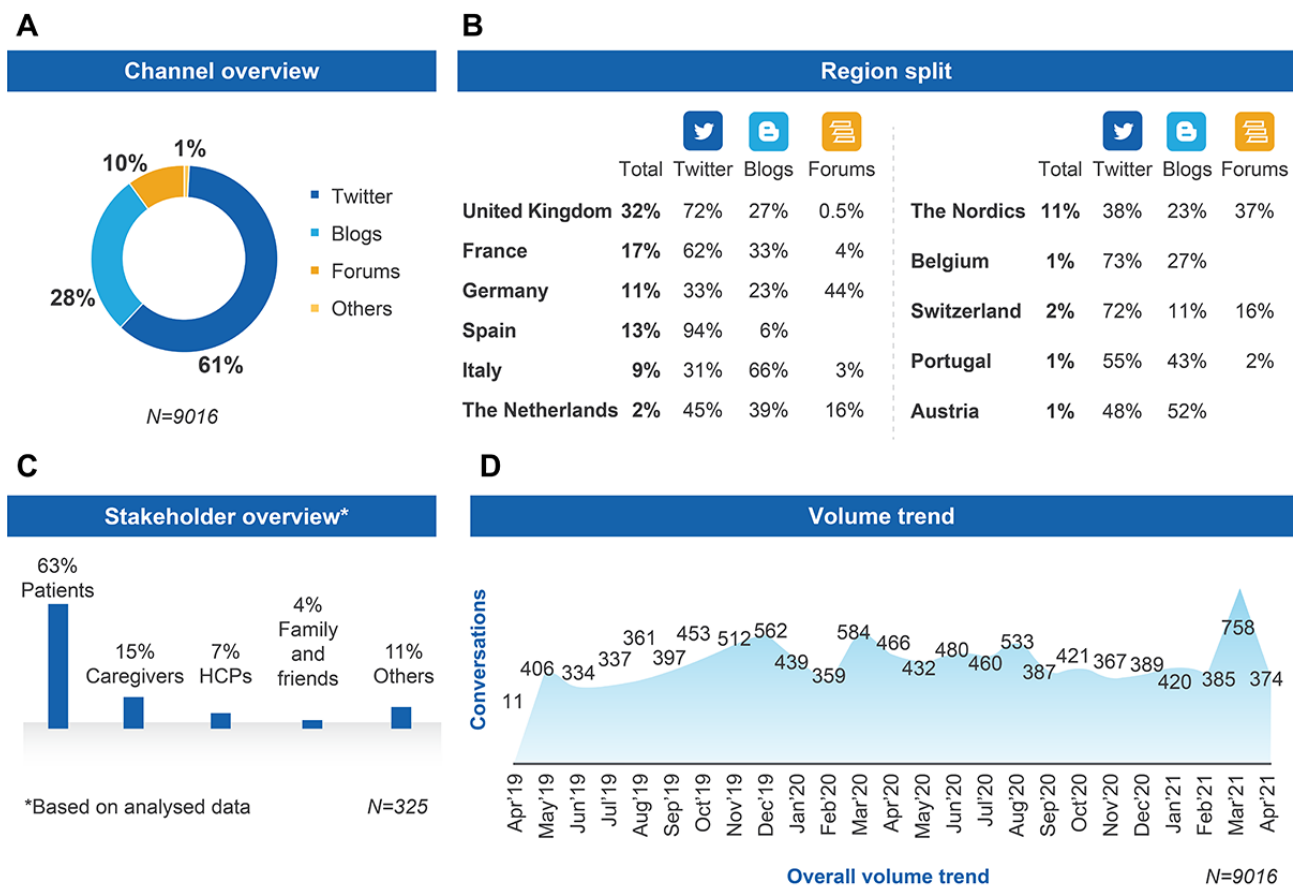 A
Channel overview
1%
10%
28%
61%
Twitter
Blogs
Forums
Others
N=9016
B
Region split
Total Twitter Blogs Forums
United Kingdom 32% 72% 27% 0.5%
France 17% 62% 33% 4%
Germany 11% 33% 23% 44%
Spain 13% 94% 6%
Italy 9% 31% 66% 3%
The Netherlands 2% 45% 39% 16%
Total Twitter Blogs Forums
The Nordics 11% 38% 23% 37%
Belgium 1% 73% 27%
Switzerland 2% 72% 11% 16%
Portugal 1% 55% 43% 2%
Austria 1% 48% 52%
C
Stakeholder overview*
63%
Patients
15%
Caregivers
7%
HCPs
4%
Family
and
friends
11%
Others
*Based on analysed data
N=325
D
Volume trend
Conversations
11 406 334 337 361 397 453 512 562 439 359 584 466 432 480 460 533 387 421 367 389 420 385 758 374
Apr'19 May'19 Jun'19 Jul'19 Aug'19 Sep'19 Oct'19 Nov'19 Dec'19 Jan'20 Feb'20 Mar'20 Apr'20 May'20 Jun'20 Jul'20 Aug'20 Sep'20 Oct'20 Nov'20 Dec'20 Jan'21 Feb'21 Mar'21 Apr'21
Overall volume trend
N=9016